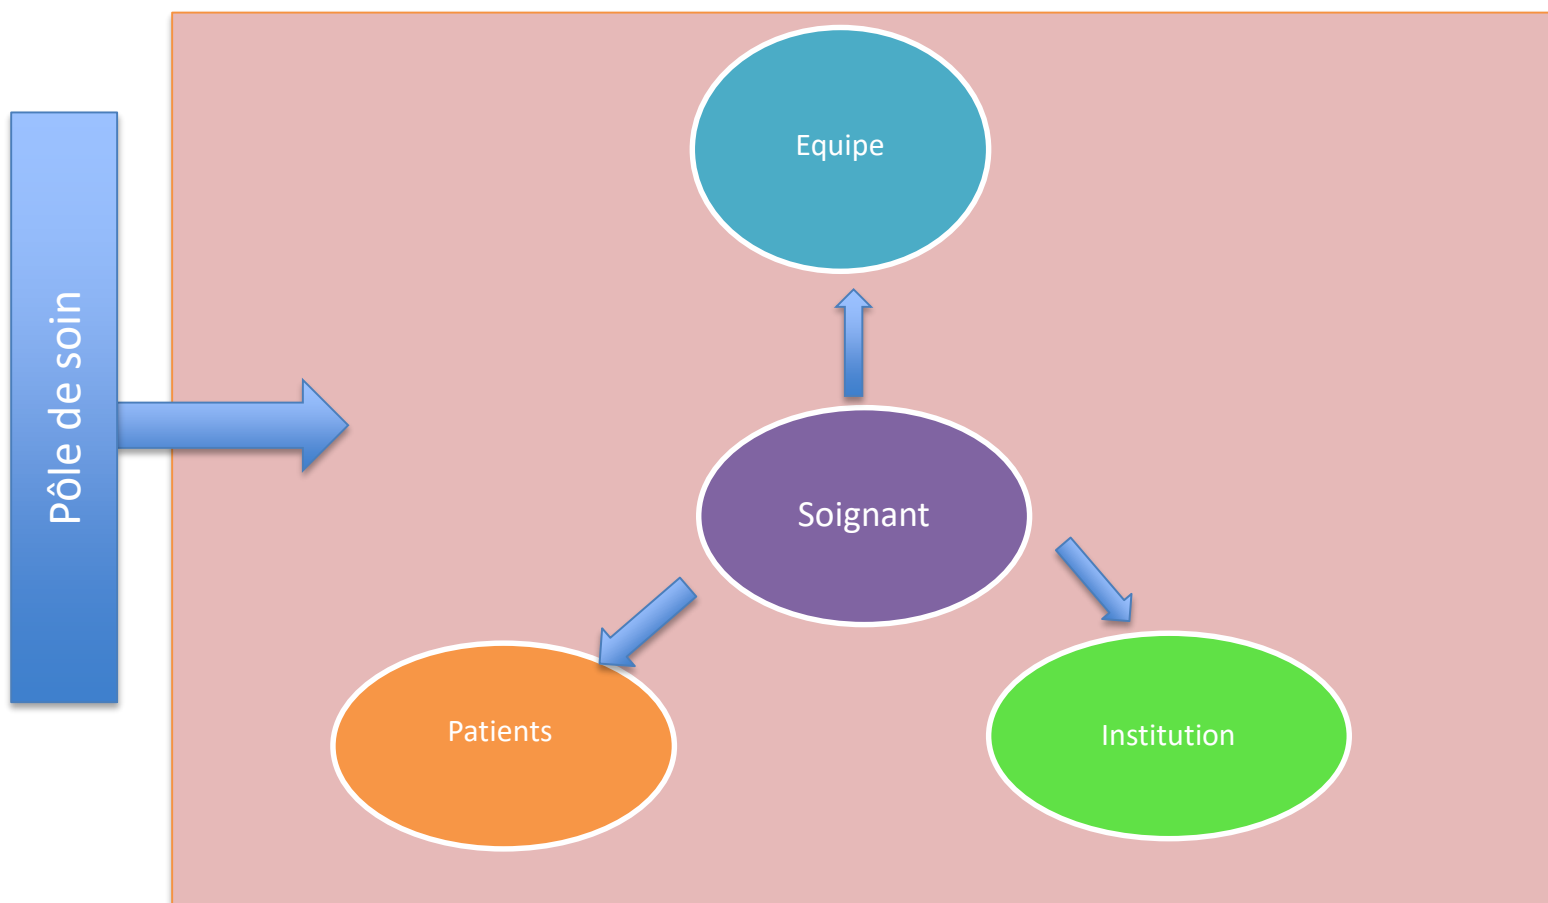 Pôle de soin
Equipe
Soignant
Patients
Institution